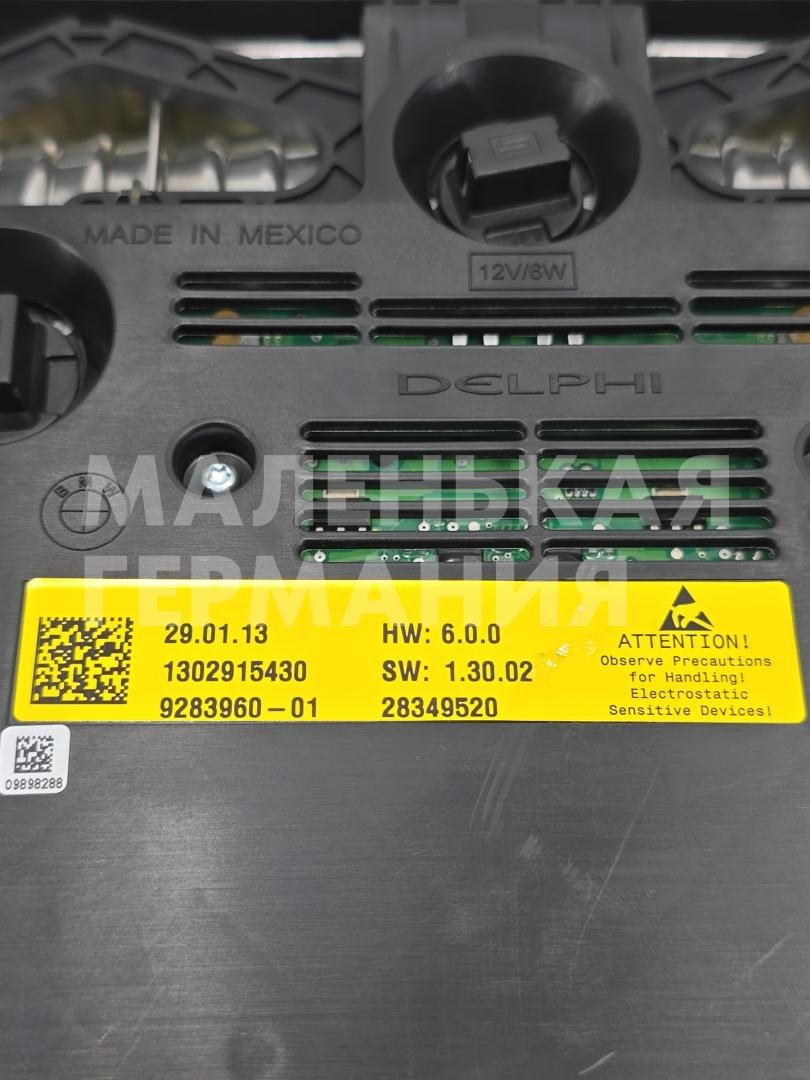 MADE IN MEXICO
12V/6W
DELPHI
BMW
МАЛЕНЬКАЯ
ГЕРМАНИЯ
29.01.13
1302915430
9283960-01
HW: 6.0.0
SW: 1.30.02
28349520
ATTENTION!
Observe Precautions
for Handling!
Electrostatic
Sensitive Devices!
09898288